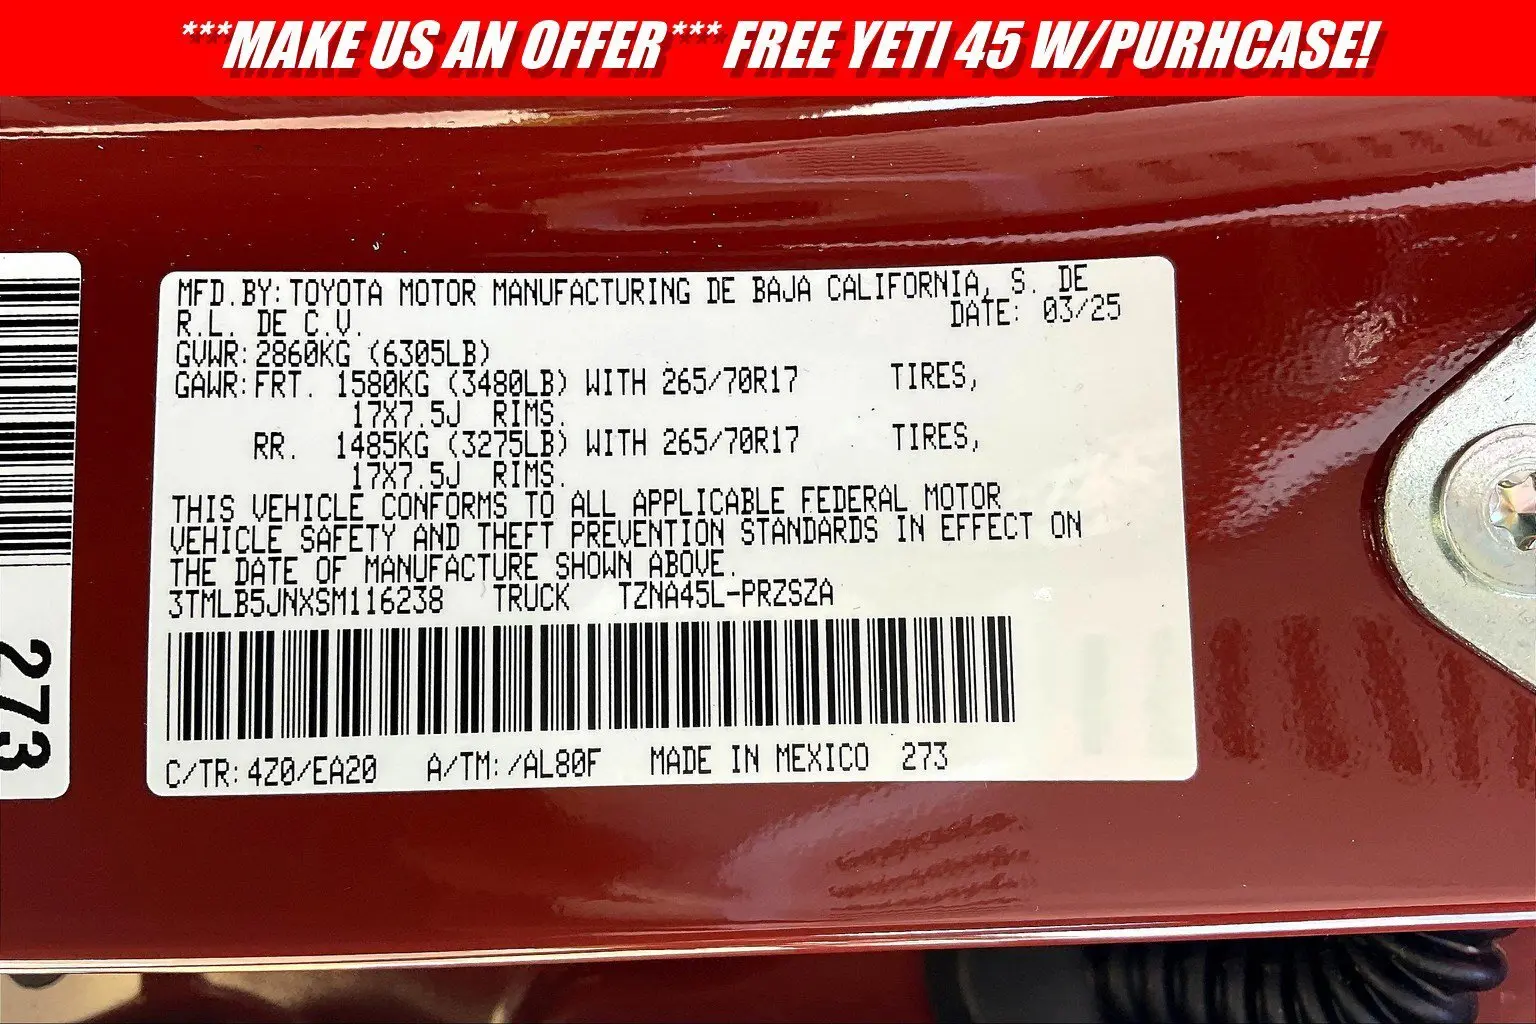 ***MAKE US AN OFFER*** FREE YETI 45 W/PURHCASE!
MFD.BY:TOYOTA MOTOR MANUFACTURING DE BAJA CALIFORNIA, S. DE
R.L. DE C.V. DATE: 03/25
GVWR:2860KG (6305LB)
GAWR:FRT. 1580KG (3480LB) WITH 265/70R17 TIRES,
17X7.5J RIMS.
RR. 1485KG (3275LB) WITH 265/70R17 TIRES,
17X7.5J RIMS.
THIS VEHICLE CONFORMS TO ALL APPLICABLE FEDERAL MOTOR
VEHICLE SAFETY AND THEFT PREVENTION STANDARDS IN EFFECT ON
THE DATE OF MANUFACTURE SHOWN ABOVE.
3TMLB5JNXSM116238 TRUCK TZNA45L-PRZSZA
C/TR:4Z0/EA20 A/TM:/AL80F MADE IN MEXICO 273
273